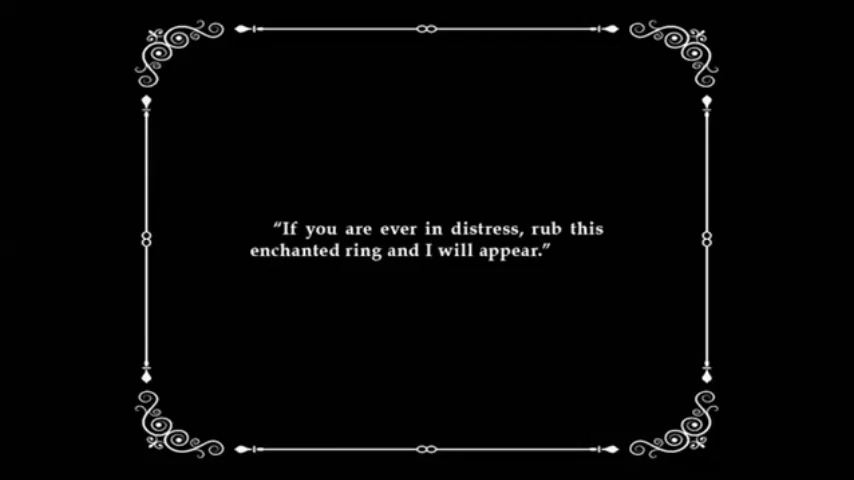 “If you are ever in distress, rub this
enchanted ring and I will appear.”